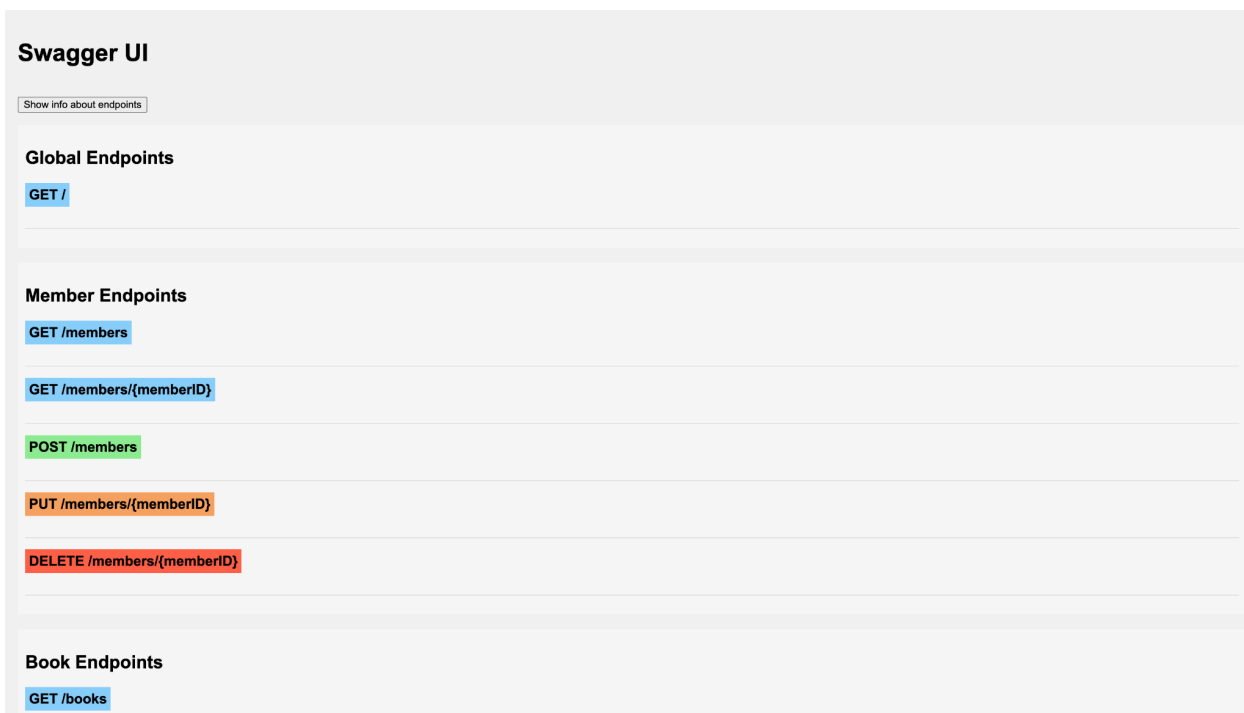 Swagger UI
Show info about endpoints
Global Endpoints
GET /
Member Endpoints
GET /members
GET /members/{memberID}
POST /members
PUT /members/{memberID}
DELETE /members/{memberID}
Book Endpoints
GET /books